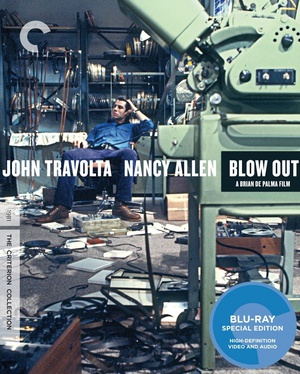 JOHN TRAVOLTA NANCY ALLEN BLOW OUT
A BRIAN DE PALMA FILM
1981
THE CRITERION COLLECTION
BLU-RAY
SPECIAL EDITION
HIGH-DEFINITION
VIDEO AND AUDIO